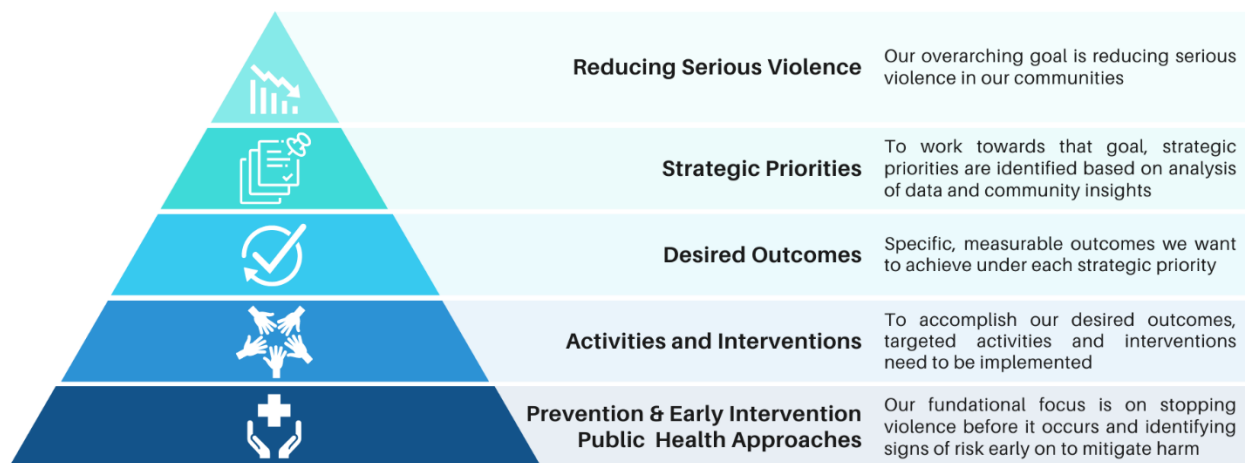 Reducing Serious Violence
Our overarching goal is reducing serious
violence in our communities
Strategic Priorities
To work towards that goal, strategic
priorities are identified based on analysis
of data and community insights
Desired Outcomes
Specific, measurable outcomes we want
to achieve under each strategic priority
Activities and Interventions
To accomplish our desired outcomes,
targeted activities and interventions
need to be implemented
Prevention & Early Intervention
Public Health Approaches
Our fundational focus is on stopping
violence before it occurs and identifying
signs of risk early on to mitigate harm